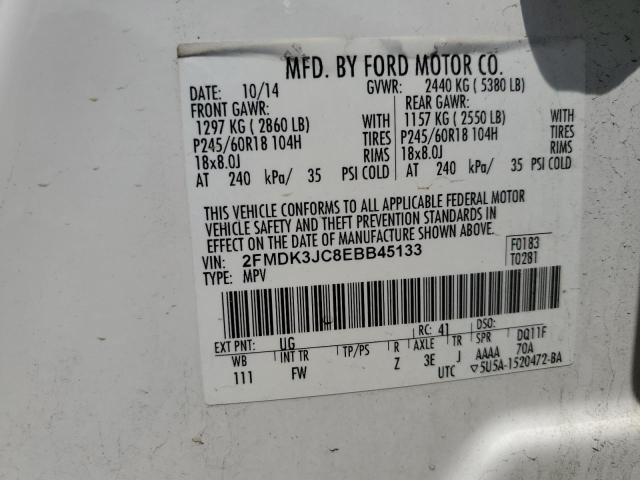 MFD. BY FORD MOTOR CO.
DATE: 10/14 GVWR: 2440 KG ( 5380 LB)
FRONT GAWR: REAR GAWR:
1297 KG ( 2860 LB) WITH 1157 KG ( 2550 LB) WITH
P245/60R18 104H TIRES P245/60R18 104H TIRES
18x8.0J RIMS 18x8.0J RIMS
AT 240 kPa/ 35 PSI COLD AT 240 kPa/ 35 PSI COLD
THIS VEHICLE CONFORMS TO ALL APPLICABLE FEDERAL MOTOR
VEHICLE SAFETY AND THEFT PREVENTION STANDARDS IN
EFFECT ON THE DATE OF MANUFACTURE SHOWN ABOVE.
VIN: 2FMDK3JC8EBB45133 F0183
TYPE: MPV T0281
EXT PNT: UG RC: 41 DSO: DQ11F
WB INT TR TP/PS R AXLE TR SPR
111 FW Z 3E J AAAA 70A
UTC ▽5U5A-1520472-BA